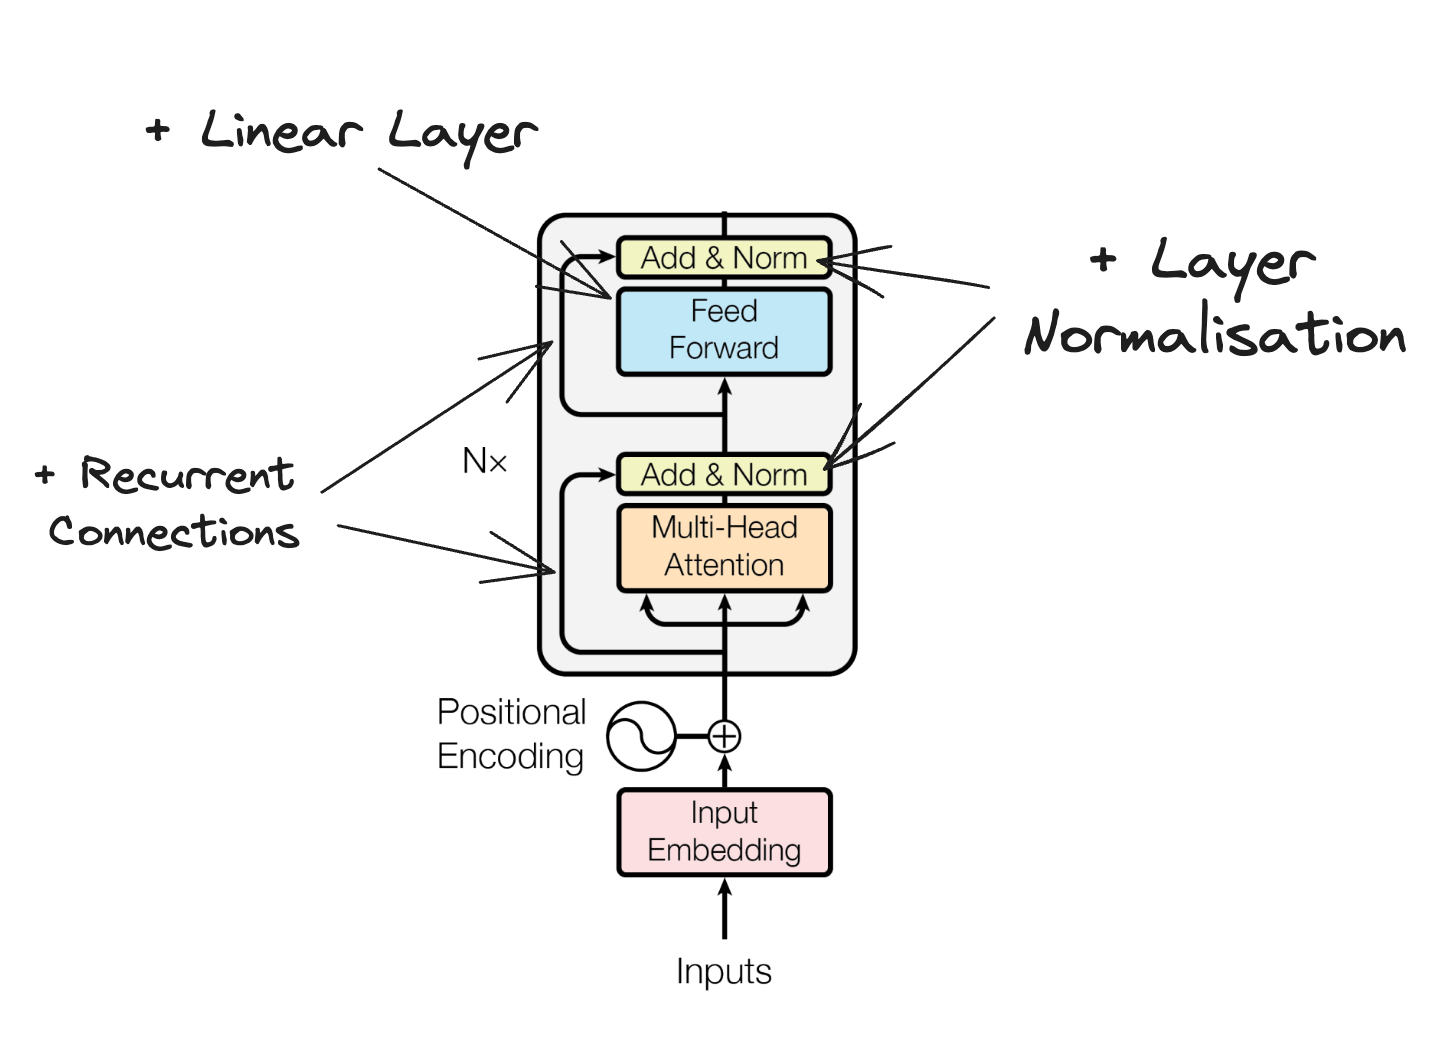 + Linear Layer
+ Layer
Normalisation
Add & Norm
Feed
Forward
+ Recurrent
Connections
N×
Add & Norm
Multi-Head
Attention
Positional
Encoding
Input
Embedding
Inputs